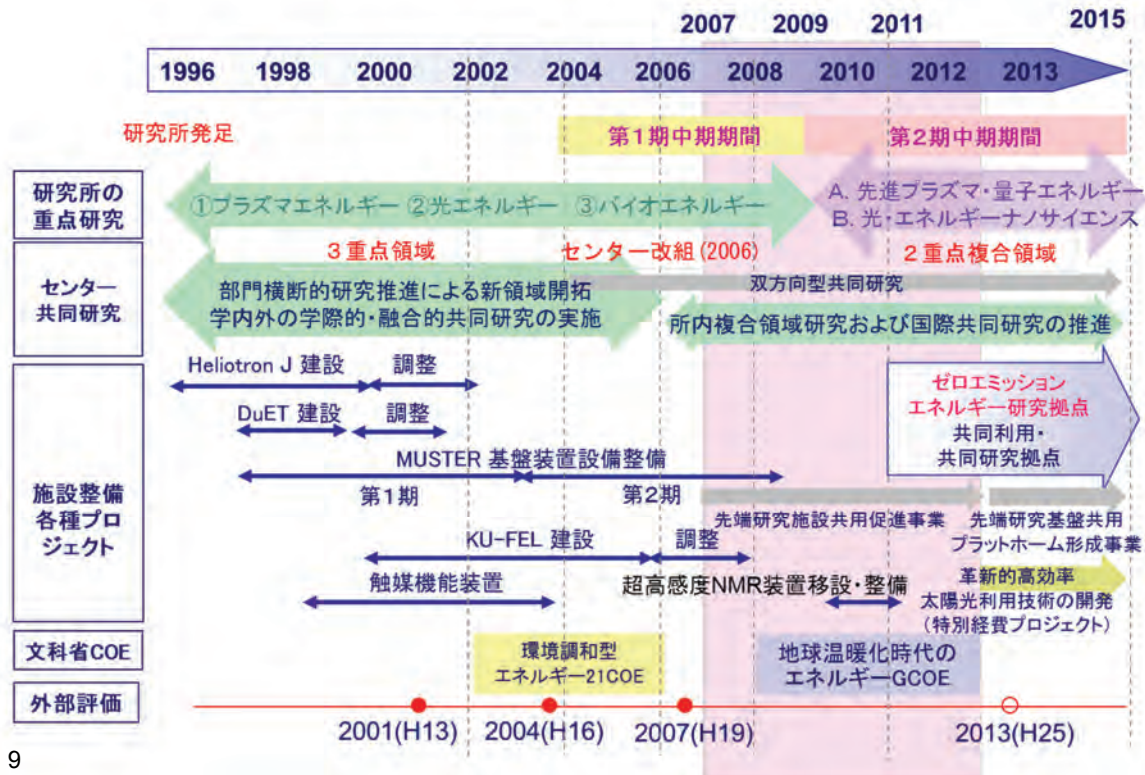 2007 2009 2011 2015
1996 1998 2000 2002 2004 2006 2008 2010 2012 2013
研究所発足
第1期中期期間
第2期中期期間
研究所の
重点研究
①プラズマエネルギー ②光エネルギー ③バイオエネルギー
A. 先進プラズマ・量子エネルギー
B. 光・エネルギーナノサイエンス
3重点領域
センター改組(2006)
2重点複合領域
センター
共同研究
部門横断的研究推進による新領域開拓
学内外の学際的・融合的共同研究の実施
双方向型共同研究
所内複合領域研究および国際共同研究の推進
施設整備
各種プロ
ジェクト
Heliotron J 建設
調整
DuET 建設
調整
MUSTER 基盤装置設備整備
第1期
第2期
ゼロエミッション
エネルギー研究拠点
共同利用・
共同研究拠点
先端研究施設共用促進事業
先端研究基盤共用
プラットホーム形成事業
KU-FEL 建設
調整
触媒機能装置
超高感度NMR装置移設・整備
革新的高効率
太陽光利用技術の開発
(特別経費プロジェクト)
文科省COE
環境調和型
エネルギー21COE
地球温暖化時代の
エネルギーGCOE
外部評価
2001(H13)
2004(H16)
2007(H19)
2013(H25)
9